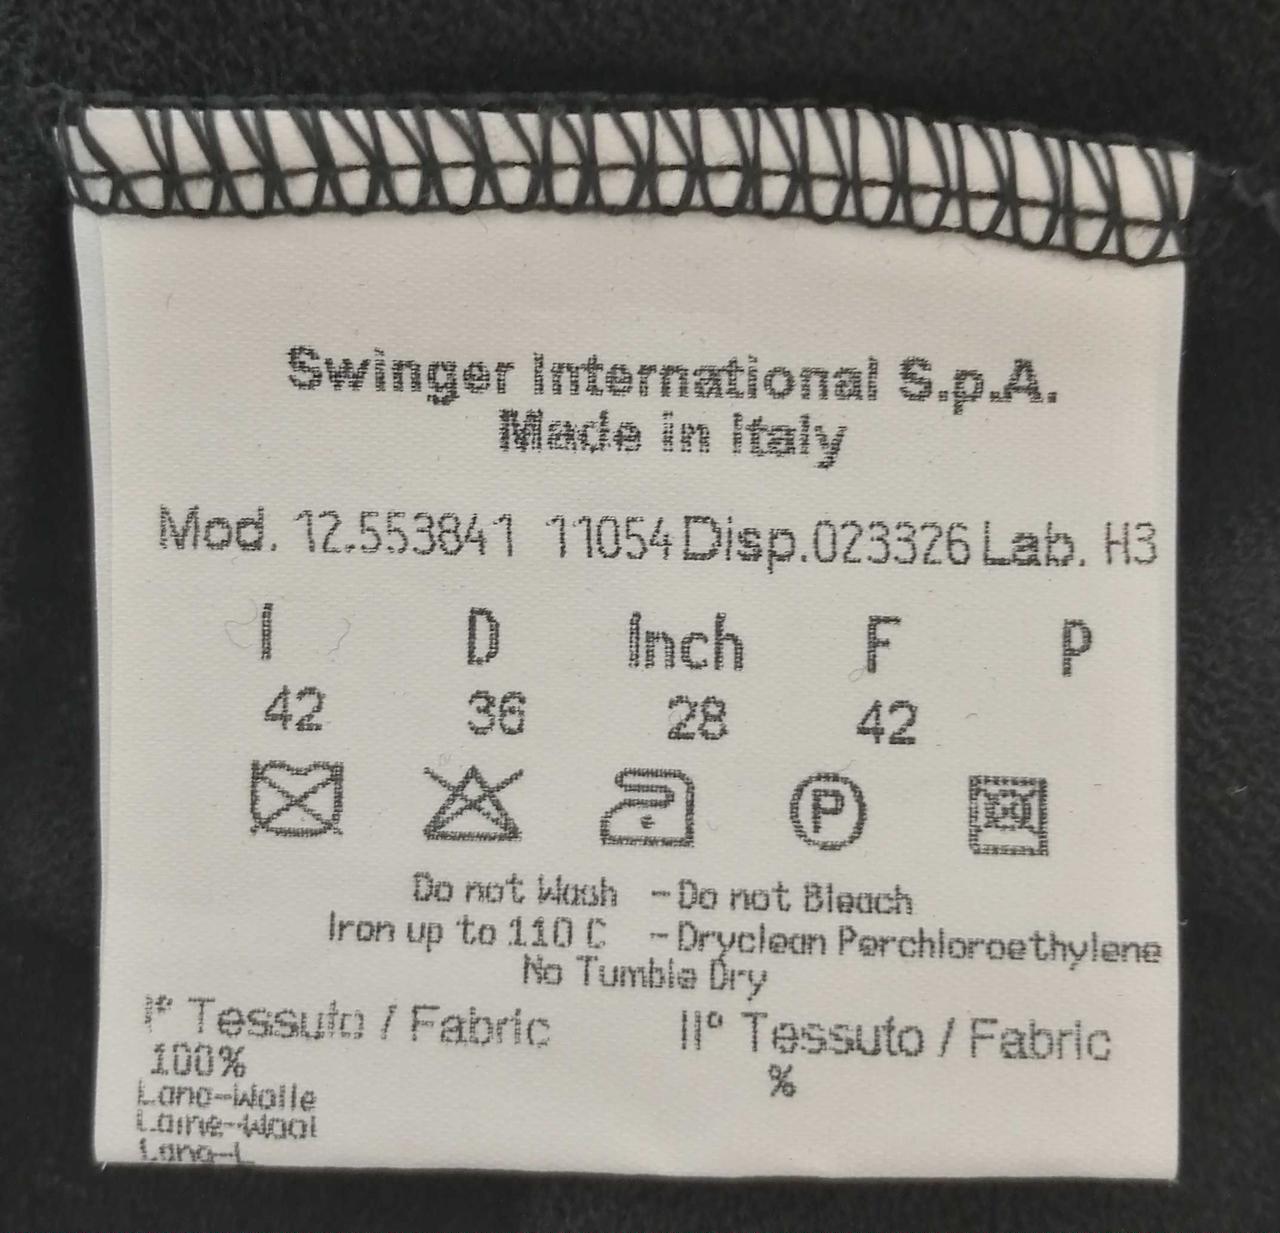 Swinger International S.p.A.
Made in Italy
Mod. 12.553841 11054 Disp.023326 Lab. H3
I D Inch F P
42 36 28 42
P
Do not Wash - Do not Bleach
Iron up to 110 C - Dryclean Perchloroethylene
No Tumble Dry
I° Tessuto / Fabric II° Tessuto / Fabric
100% %
Lana-Wolle
Laine-Wool
Lana-L